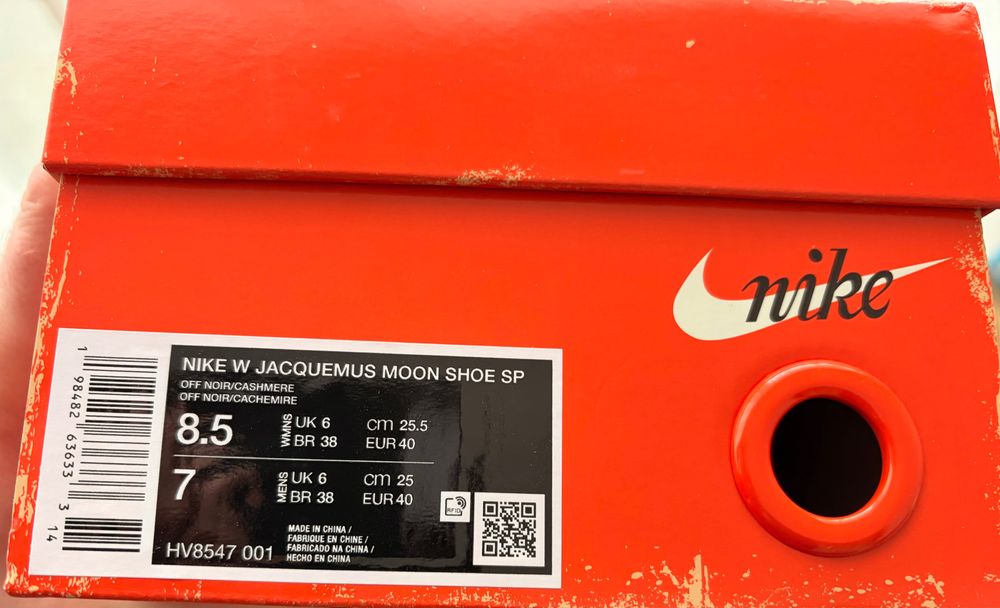 nike
NIKE W JACQUEMUS MOON SHOE SP
OFF NOIR/CASHMERE
OFF NOIR/CACHEMIRE
8.5 WMNS UK 6 cm 25.5
BR 38 EUR 40
7 MENS UK 6 cm 25
BR 38 EUR 40
RFID
MADE IN CHINA /
FABRIQUE EN CHINE /
FABRICADO NA CHINA /
HECHO EN CHINA
HV8547 001
1 98482 63633 3 14